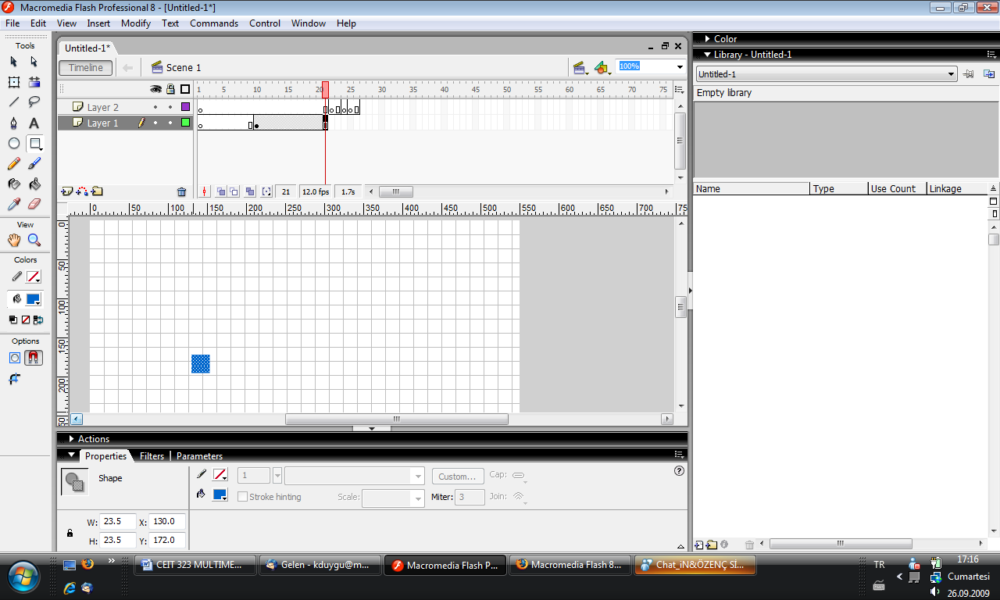 Macromedia Flash Professional 8 - [Untitled-1*]
File Edit View Insert Modify Text Commands Control Window Help
Tools
View
Colors
Options
Untitled-1*
Timeline
Scene 1
100%
1 5 10 15 20 25 30 35 40 45 50 55 60 65 70 75
Layer 2
Layer 1
21 12.0 fps 1.7s
0 50 100 150 200 250 300 350 400 450 500 550 600 650 700 75
0
50
100
150
200
Actions
Properties Filters Parameters
Shape
1
Custom...
Cap:
Stroke hinting
Scale:
Miter: 3
Join:
W: 23.5 X: 130.0
H: 23.5 Y: 172.0
Color
Library - Untitled-1
Untitled-1
Empty library
Name Type Use Count Linkage
CEIT 323 MULTIME...
Gelen - kduygu@m...
Macromedia Flash P...
Macromedia Flash 8...
Chat_iN&ÖZENÇ Sİ...
TR
17:16
Cumartesi
26.09.2009